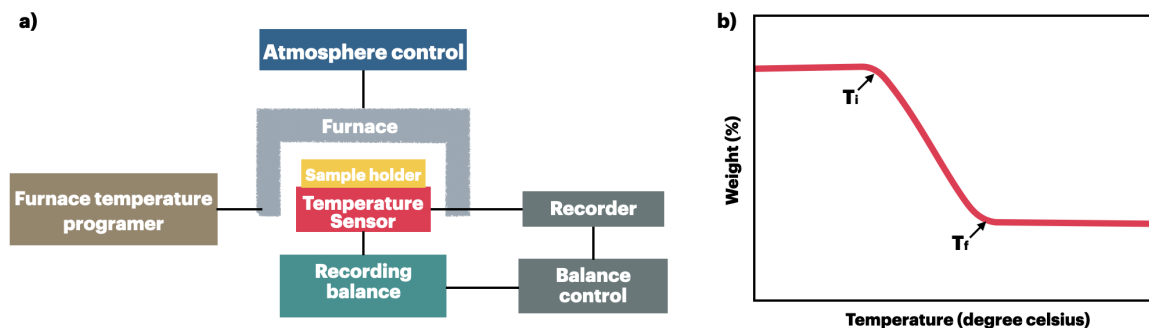 a)
Atmosphere control
Furnace
Sample holder
Temperature
Sensor
Furnace temperature
programer
Recorder
Recording
balance
Balance
control
b)
Weight (%)
Ti
Tf
Temperature (degree celsius)